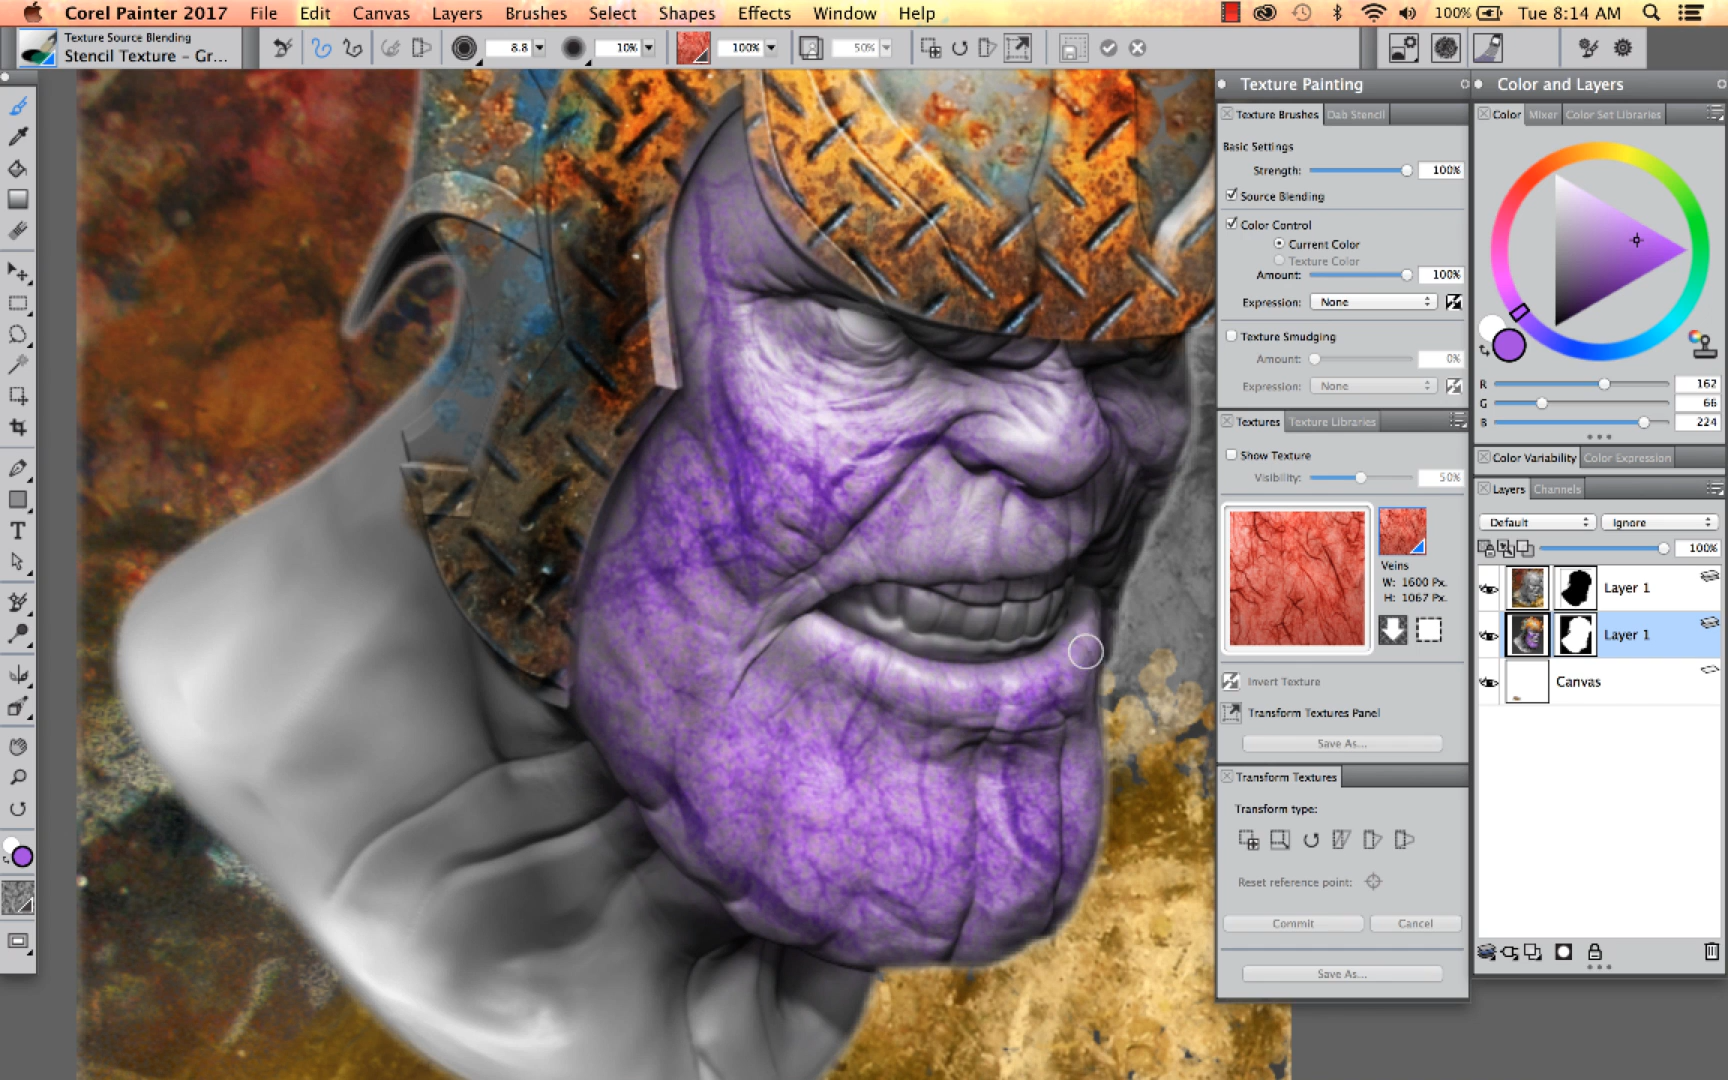 Corel Painter 2017 File Edit Canvas Layers Brushes Select Shapes Effects Window Help 100% Tue 8:14 AM
Texture Source Blending
Stencil Texture - Gr...
8.8 10% 100% 50%
Texture Painting
Texture Brushes Dab Stencil
Basic Settings
Strength: 100%
Source Blending
Color Control
Current Color
Texture Color
Amount: 100%
Expression: None
Texture Smudging
Amount: 0%
Expression: None
Textures Texture Libraries
Show Texture
Visibility: 50%
Veins
W: 1600 Px.
H: 1067 Px.
Invert Texture
Transform Textures Panel
Save As...
Transform Textures
Transform type:
Reset reference point:
Commit Cancel
Save As...
Color and Layers
Color Mixer Color Set Libraries
R 162
G 66
B 224
Color Variability Color Expression
Layers Channels
Default Ignore
100%
Layer 1
Layer 1
Canvas
T